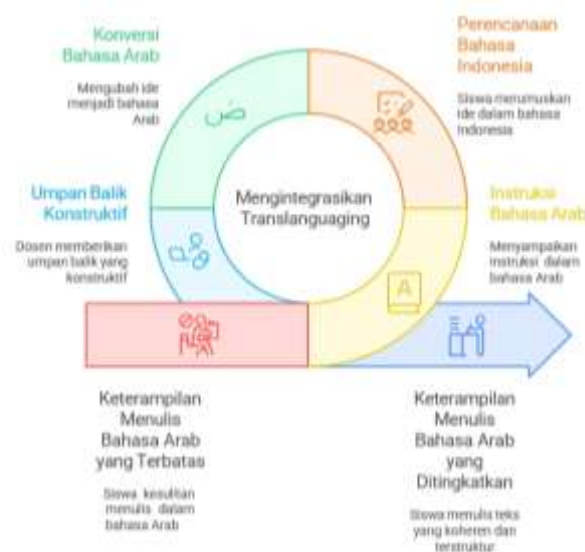 Konversi
Bahasa Arab
Mengubah ide
menjadi bahasa
Arab
Perencanaan
Bahasa
Indonesia
Siswa merumuskan
ide dalam bahasa
Indonesia
ض
Umpan Balik
Konstruktif
Dosen memberikan
umpan balik yang
konstruktif
Mengintegrasikan
Translanguaging
Instruksi
Bahasa Arab
Menyampaikan
instruksi dalam
bahasa Arab
A
Keterampilan
Menulis
Bahasa Arab
yang Terbatas
Siswa kesulitan
menulis dalam
bahasa Arab
Keterampilan
Menulis
Bahasa Arab
yang
Ditingkatkan
Siswa menulis teks
yang koheren dan
terstruktur